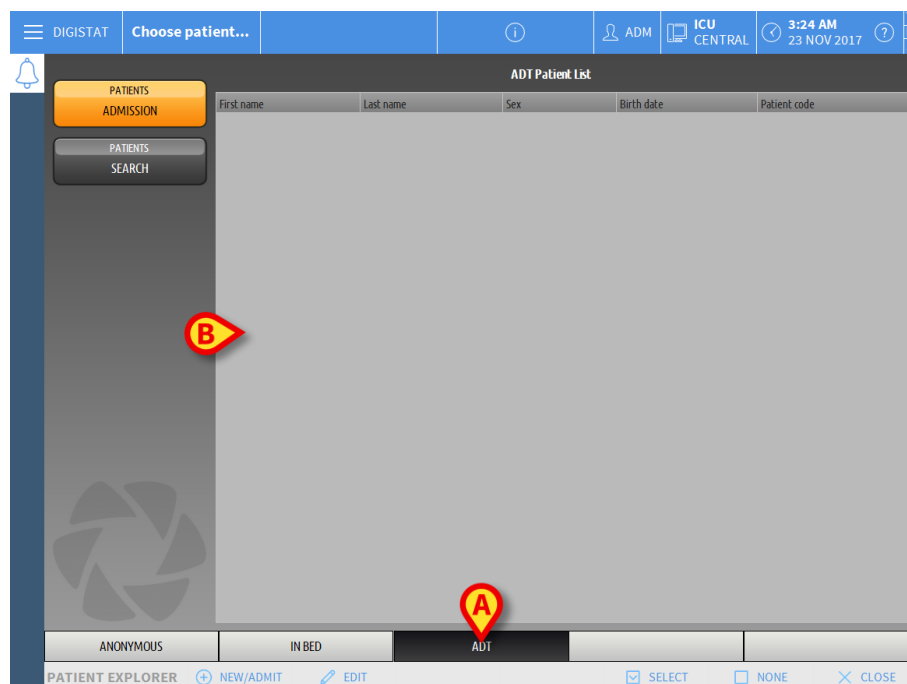 DIGISTAT Choose patient... ADM ICU CENTRAL 3:24 AM 23 NOV 2017 ?
ADT Patient List
PATIENTS
ADMISSION
First name Last name Sex Birth date Patient code
PATIENTS
SEARCH
B
A
ANONYMOUS IN BED ADT
PATIENT EXPLORER NEW/ADMIT EDIT SELECT NONE CLOSE